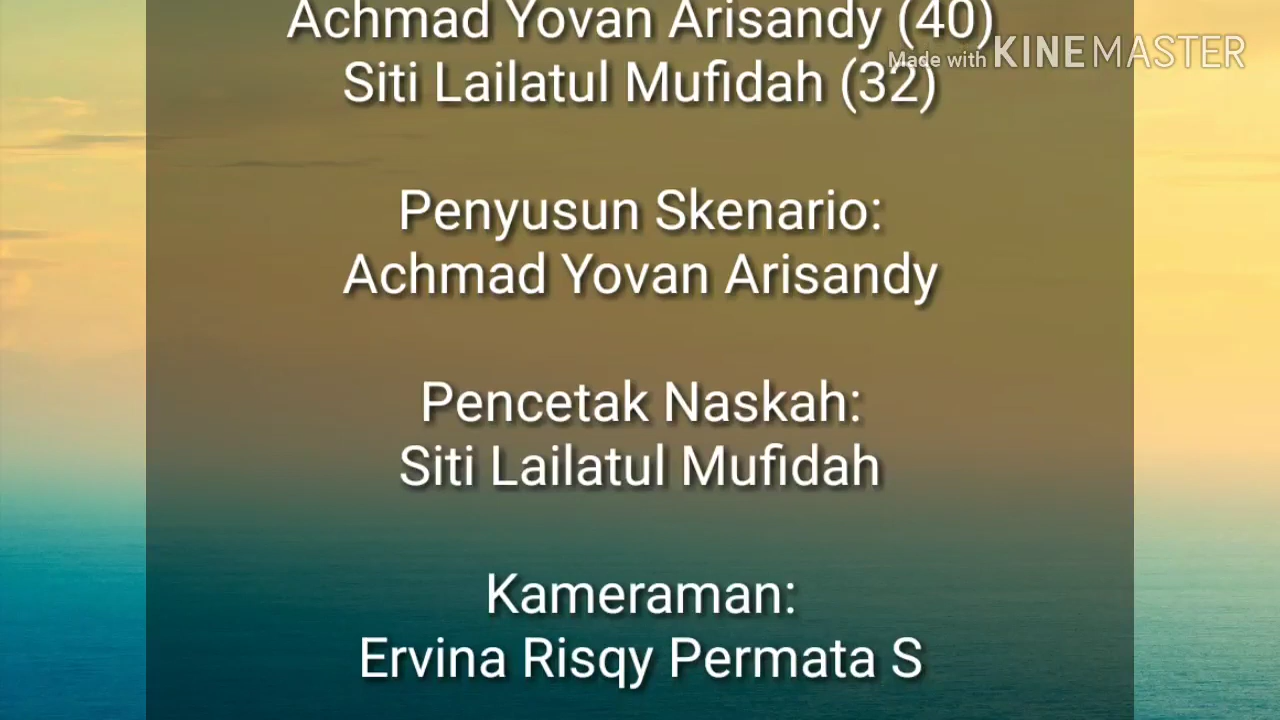 Achmad Yovan Arisandy (40)
Made with KINEMASTER
Siti Lailatul Mufidah (32)
Penyusun Skenario:
Achmad Yovan Arisandy
Pencetak Naskah:
Siti Lailatul Mufidah
Kameraman:
Ervina Risqy Permata S